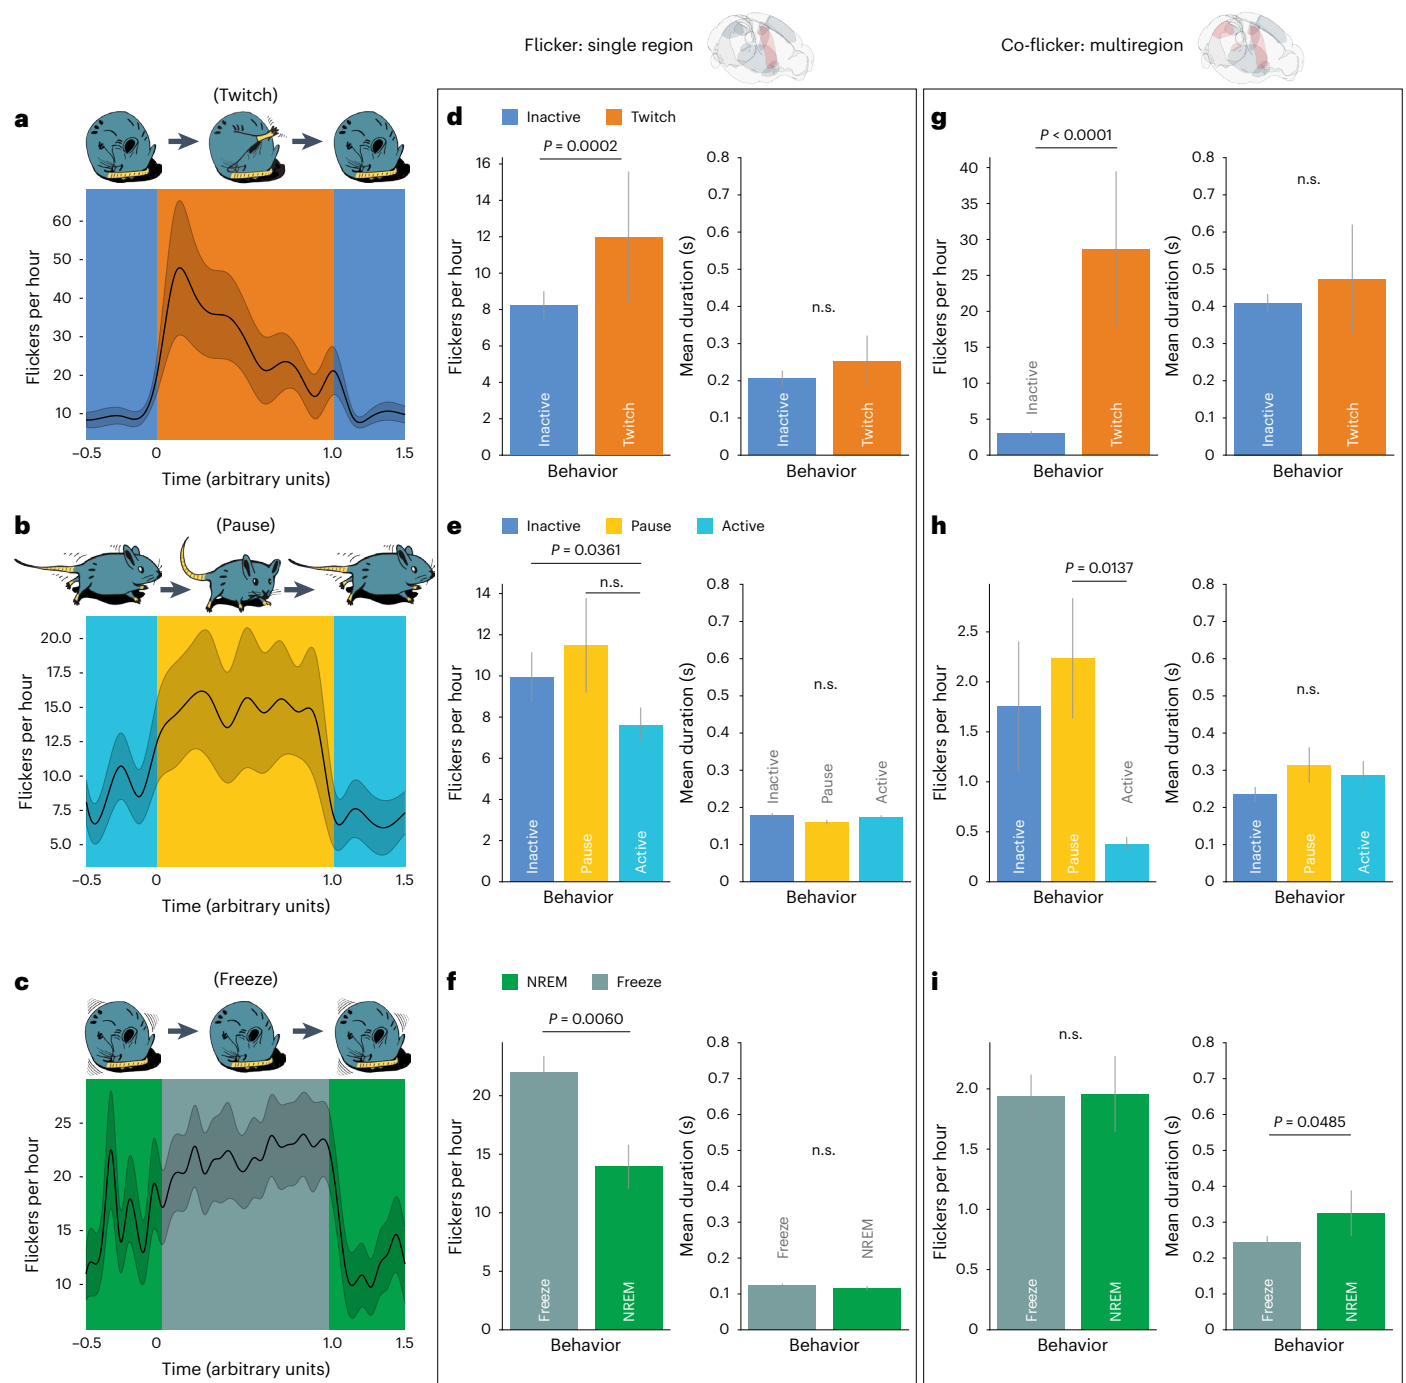 Flicker: single region
Co-flicker: multiregion
a
(Twitch)
Flickers per hour
60
50
40
30
20
10
–0.5
0
1.0
1.5
Time (arbitrary units)
b
(Pause)
Flickers per hour
20.0
17.5
15.0
12.5
10.0
7.5
5.0
–0.5
0
1.0
1.5
Time (arbitrary units)
c
(Freeze)
Flickers per hour
25
20
15
10
–0.5
0
1.0
1.5
Time (arbitrary units)
d
Inactive
Twitch
P = 0.0002
Flickers per hour
16
14
12
10
8
6
4
2
0
Inactive
Twitch
Behavior
Mean duration (s)
0.8
0.7
0.6
0.5
0.4
0.3
0.2
0.1
0
n.s.
Inactive
Twitch
Behavior
e
Inactive
Pause
Active
P = 0.0361
n.s.
Flickers per hour
14
12
10
8
6
4
2
0
Inactive
Pause
Active
Behavior
Mean duration (s)
0.8
0.7
0.6
0.5
0.4
0.3
0.2
0.1
0
n.s.
Inactive
Pause
Active
Behavior
f
NREM
Freeze
P = 0.0060
Flickers per hour
20
15
10
5
0
Freeze
NREM
Behavior
Mean duration (s)
0.8
0.7
0.6
0.5
0.4
0.3
0.2
0.1
0
n.s.
Freeze
NREM
Behavior
g
P < 0.0001
Flickers per hour
40
35
30
25
20
15
10
5
0
Inactive
Behavior
Mean duration (s)
0.8
0.7
0.6
0.5
0.4
0.3
0.2
0.1
0
n.s.
Inactive
Twitch
Behavior
h
P = 0.0137
Flickers per hour
2.5
2.0
1.5
1.0
0.5
0
Inactive
Pause
Active
Behavior
Mean duration (s)
0.8
0.7
0.6
0.5
0.4
0.3
0.2
0.1
0
n.s.
Inactive
Pause
Active
Behavior
i
n.s.
Flickers per hour
2.0
1.5
1.0
0.5
0
Freeze
NREM
Behavior
Mean duration (s)
0.8
0.7
0.6
0.5
0.4
0.3
0.2
0.1
0
P = 0.0485
Freeze
NREM
Behavior